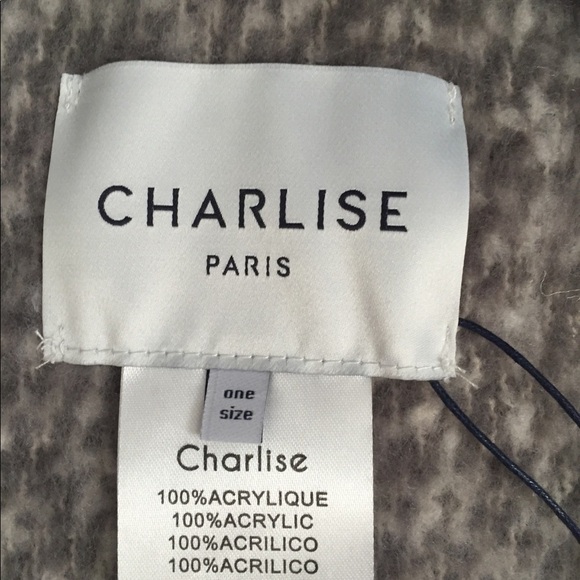 CHARLISE
PARIS
one
size
Charlise
100%ACRYLIQUE
100%ACRYLIC
100%ACRILICO
100%ACRILICO